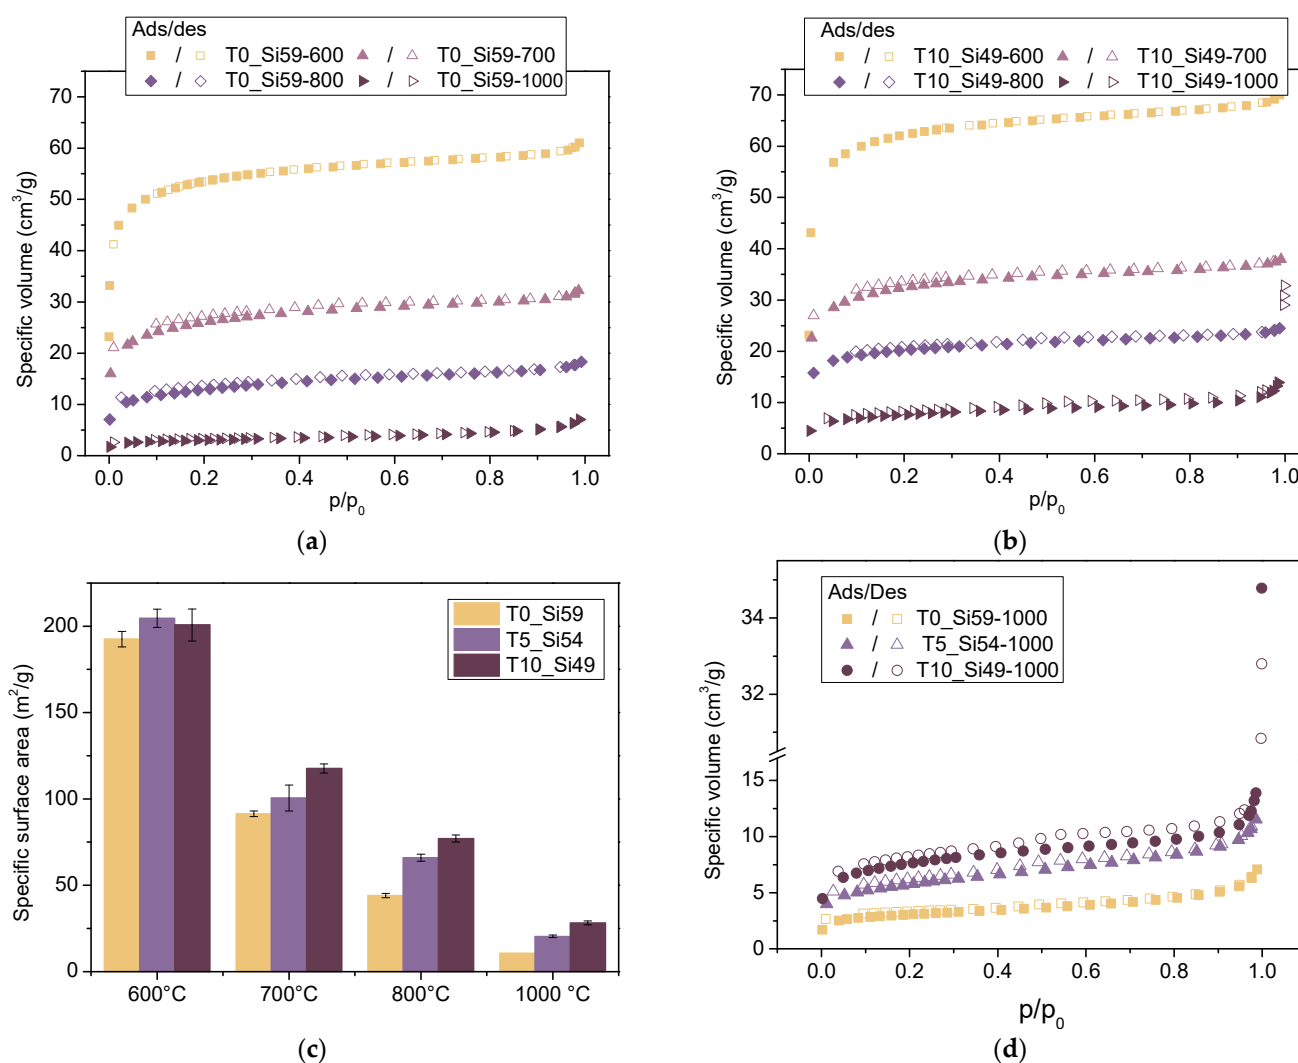 Ads/des
/ T0_Si59-600 / T0_Si59-700
/ T0_Si59-800 / T0_Si59-1000
70
60
50
40
30
20
10
0
0.0 0.2 0.4 0.6 0.8 1.0
Specific volume (cm³/g)
p/p₀
(a)
Ads/des
/ T10_Si49-600 / T10_Si49-700
/ T10_Si49-800 / T10_Si49-1000
70
60
50
40
30
20
10
0
0.0 0.2 0.4 0.6 0.8 1.0
Specific volume (cm³/g)
p/p₀
(b)
T0_Si59
T5_Si54
T10_Si49
200
150
100
50
0
600°C 700°C 800°C 1000 °C
Specific surface area (m²/g)
(c)
Ads/Des
/ T0_Si59-1000
/ T5_Si54-1000
/ T10_Si49-1000
34
32
15
10
5
0
0.0 0.2 0.4 0.6 0.8 1.0
Specific volume (cm³/g)
p/p₀
(d)